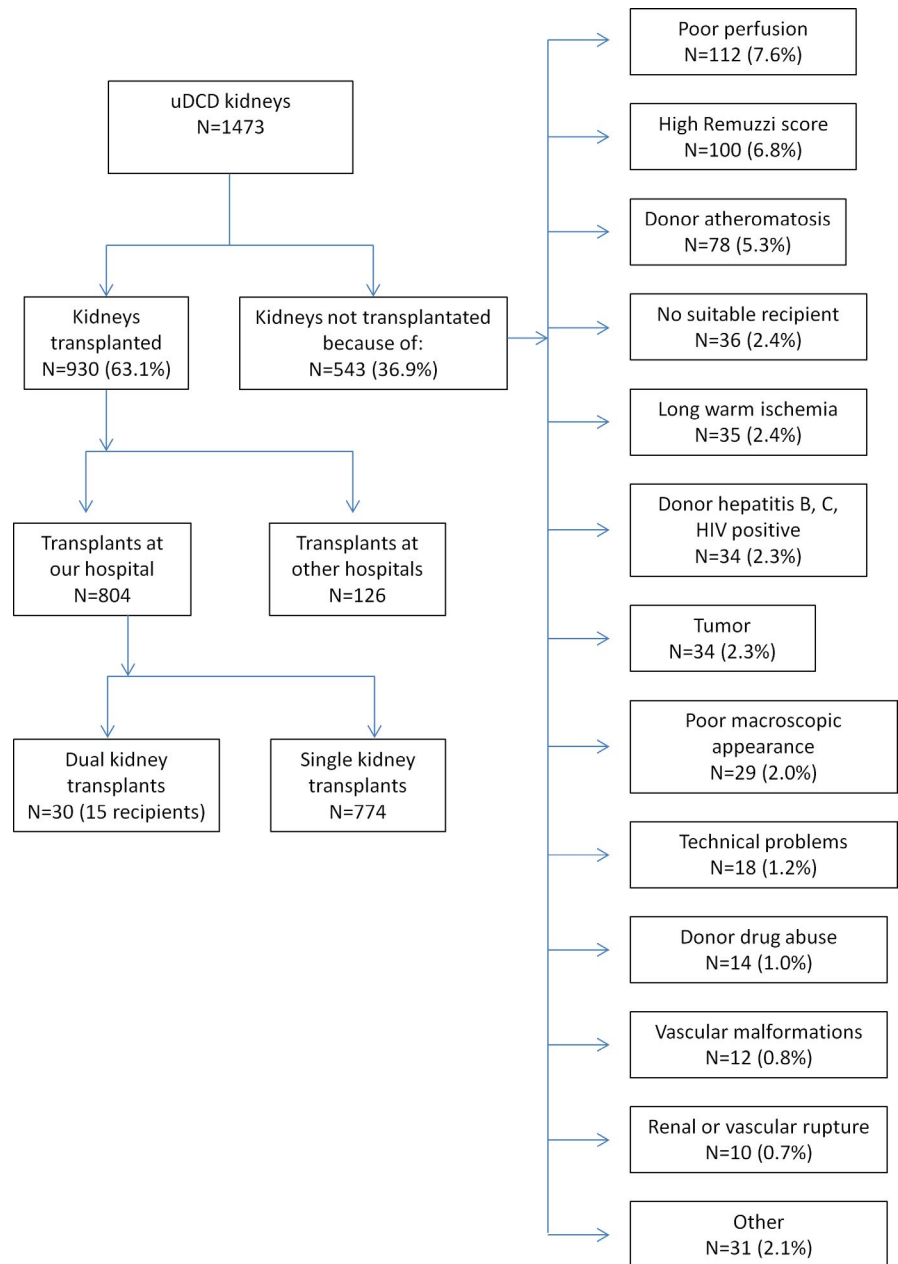 uDCD kidneys
N=1473
Kidneys
transplanted
N=930 (63.1%)
Kidneys not transplantated
because of:
N=543 (36.9%)
Transplants at
our hospital
N=804
Transplants at
other hospitals
N=126
Dual kidney
transplants
N=30 (15 recipients)
Single kidney
transplants
N=774
Poor perfusion
N=112 (7.6%)
High Remuzzi score
N=100 (6.8%)
Donor atheromatosis
N=78 (5.3%)
No suitable recipient
N=36 (2.4%)
Long warm ischemia
N=35 (2.4%)
Donor hepatitis B, C,
HIV positive
N=34 (2.3%)
Tumor
N=34 (2.3%)
Poor macroscopic
appearance
N=29 (2.0%)
Technical problems
N=18 (1.2%)
Donor drug abuse
N=14 (1.0%)
Vascular malformations
N=12 (0.8%)
Renal or vascular rupture
N=10 (0.7%)
Other
N=31 (2.1%)